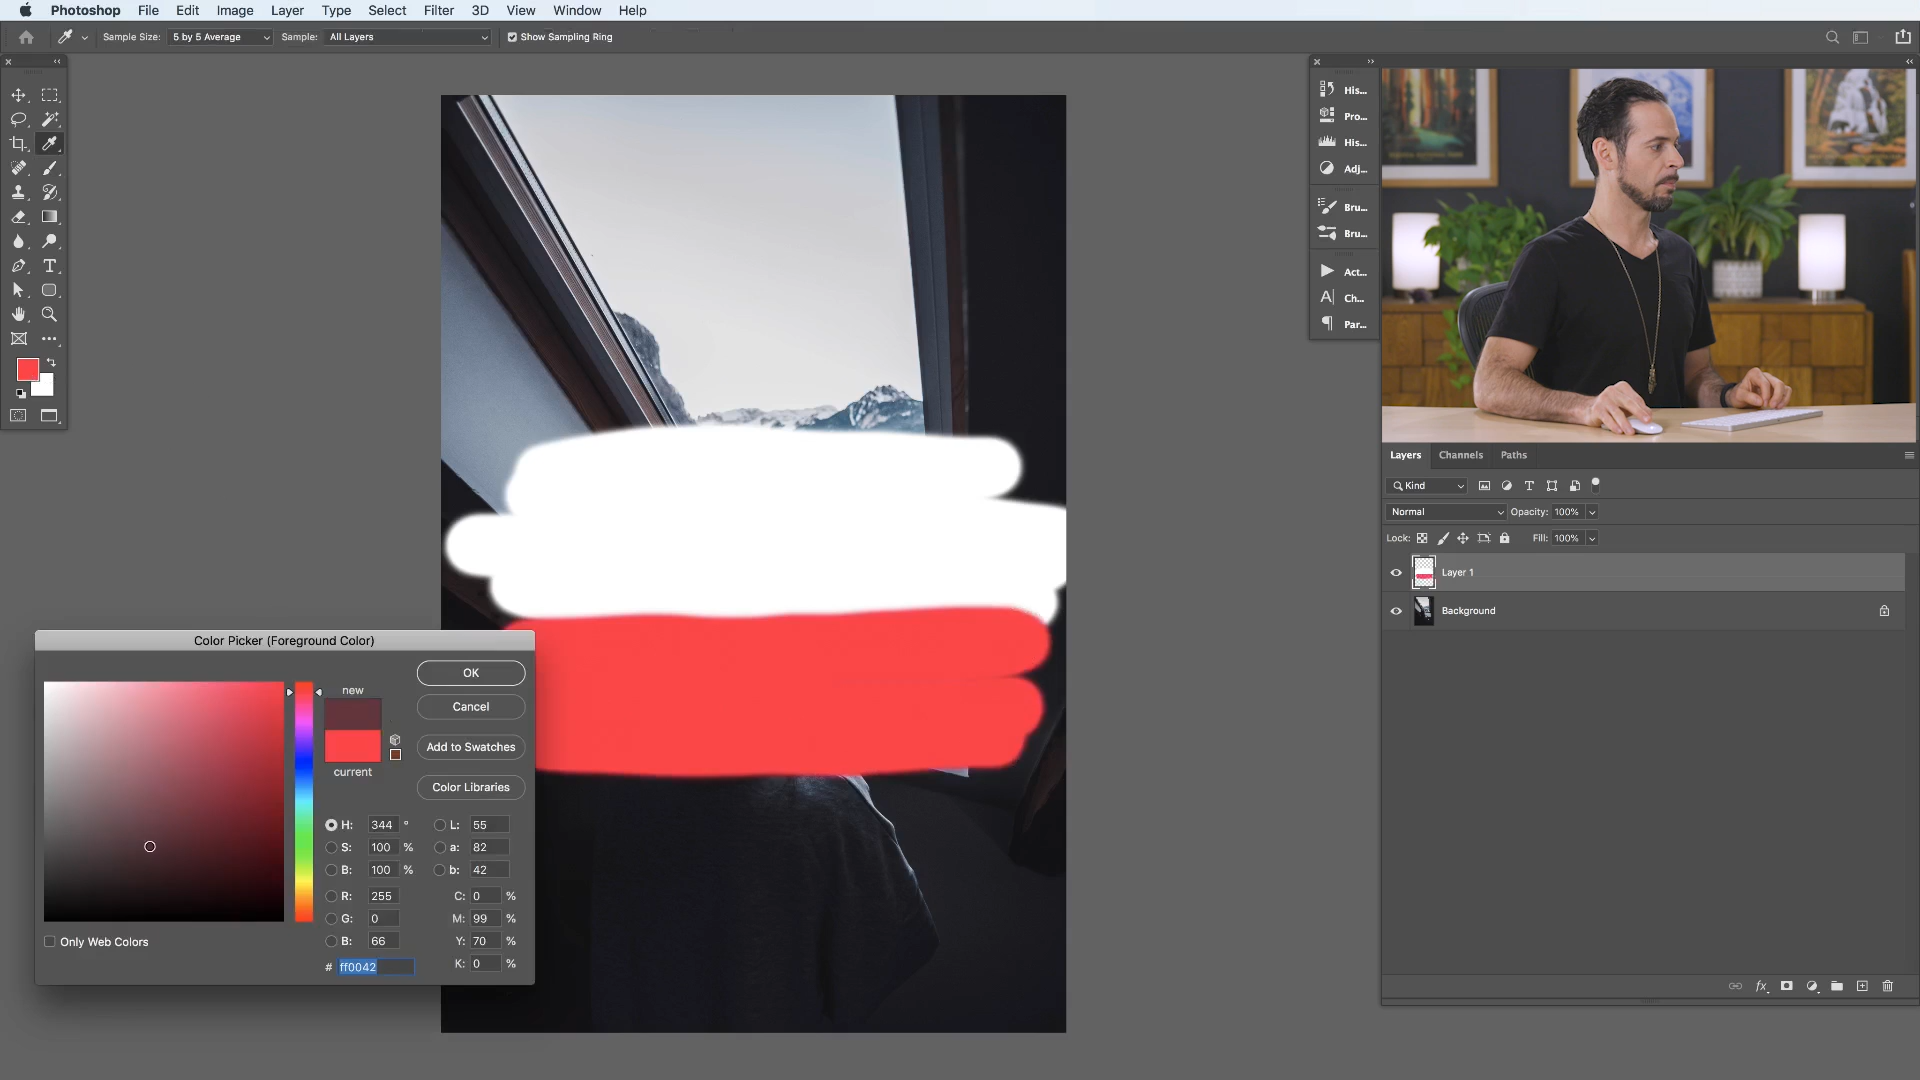 Photoshop File Edit Image Layer Type Select Filter 3D View Window Help
Sample Size: 5 by 5 Average Sample: All Layers Show Sampling Ring
His...
Pro...
His...
Adj...
Bru...
Bru...
Act...
Ch...
Par...
Layers Channels Paths
Kind
Normal Opacity: 100%
Lock: Fill: 100%
Layer 1
Background
Color Picker (Foreground Color)
new
current
OK
Cancel
Add to Swatches
Color Libraries
H: 344 ° L: 55
S: 100 % a: 82
B: 100 % b: 42
R: 255 C: 0 %
G: 0 M: 99 %
B: 66 Y: 70 %
# ff0042 K: 0 %
Only Web Colors